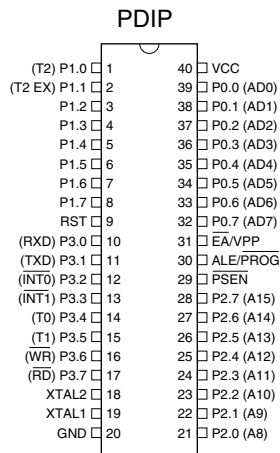 PDIP
(T2) P1.0 1 40 VCC
(T2 EX) P1.1 2 39 P0.0 (AD0)
P1.2 3 38 P0.1 (AD1)
P1.3 4 37 P0.2 (AD2)
P1.4 5 36 P0.3 (AD3)
P1.5 6 35 P0.4 (AD4)
P1.6 7 34 P0.5 (AD5)
P1.7 8 33 P0.6 (AD6)
RST 9 32 P0.7 (AD7)
(RXD) P3.0 10 31 E̅A̅/VPP
(TXD) P3.1 11 30 ALE/P̅R̅O̅G̅
(I̅N̅T̅0̅) P3.2 12 29 P̅S̅E̅N̅
(I̅N̅T̅1̅) P3.3 13 28 P2.7 (A15)
(T0) P3.4 14 27 P2.6 (A14)
(T1) P3.5 15 26 P2.5 (A13)
(W̅R̅) P3.6 16 25 P2.4 (A12)
(R̅D̅) P3.7 17 24 P2.3 (A11)
XTAL2 18 23 P2.2 (A10)
XTAL1 19 22 P2.1 (A9)
GND 20 21 P2.0 (A8)